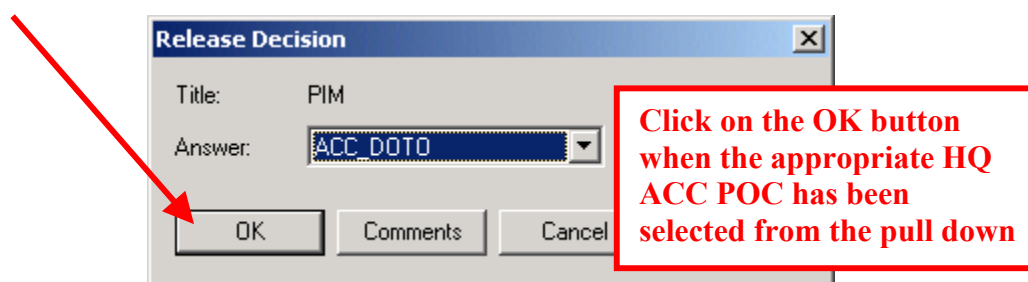 Release Decision
Title: PIM
Answer: ACC_DOTO
OK Comments Cancel
Click on the OK button
when the appropriate HQ
ACC POC has been
selected from the pull down